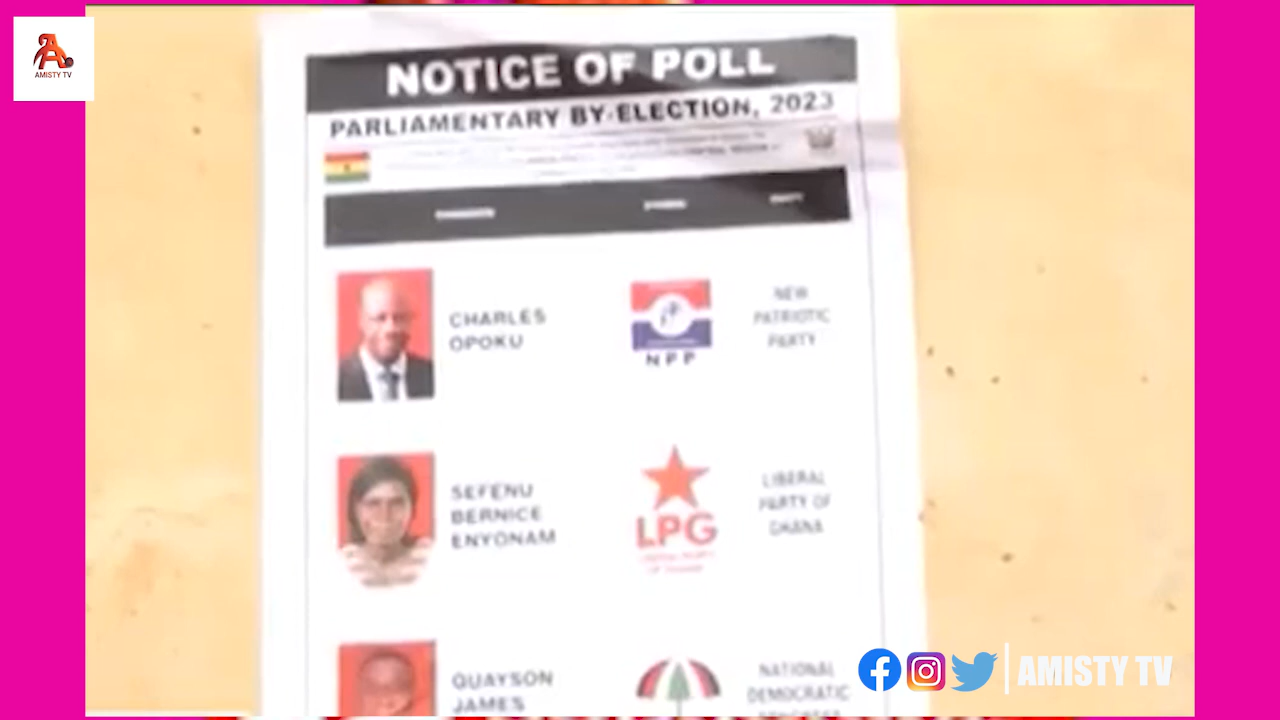 AMISTY TV
NOTICE OF POLL
PARLIAMENTARY BY-ELECTION, 2023
CHARLES
OPOKU
NPP
NEW
PATRIOTIC
PARTY
SEFENU
BERNICE
ENYONAM
LPG
LIBERAL
PARTY OF
GHANA
QUAYSON
JAMES
NATIONAL
DEMOCRATIC
AMISTY TV